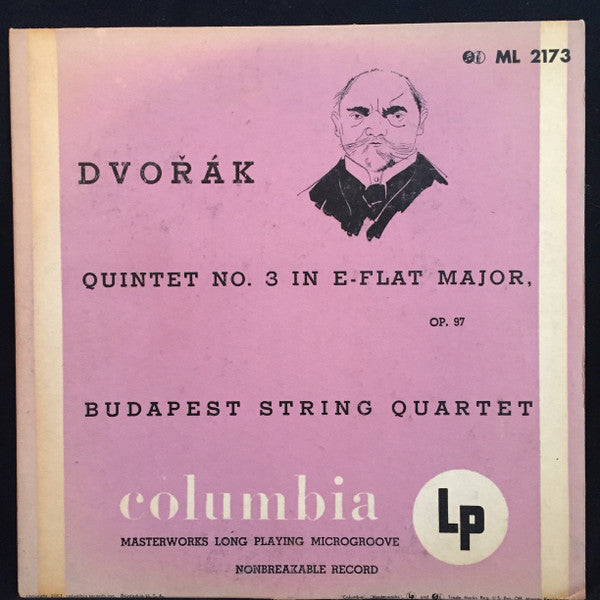 ML 2173
DVOŘÁK
QUINTET NO. 3 IN E-FLAT MAJOR,
OP. 97
BUDAPEST STRING QUARTET
columbia
Lp
MASTERWORKS LONG PLAYING MICROGROOVE
NONBREAKABLE RECORD